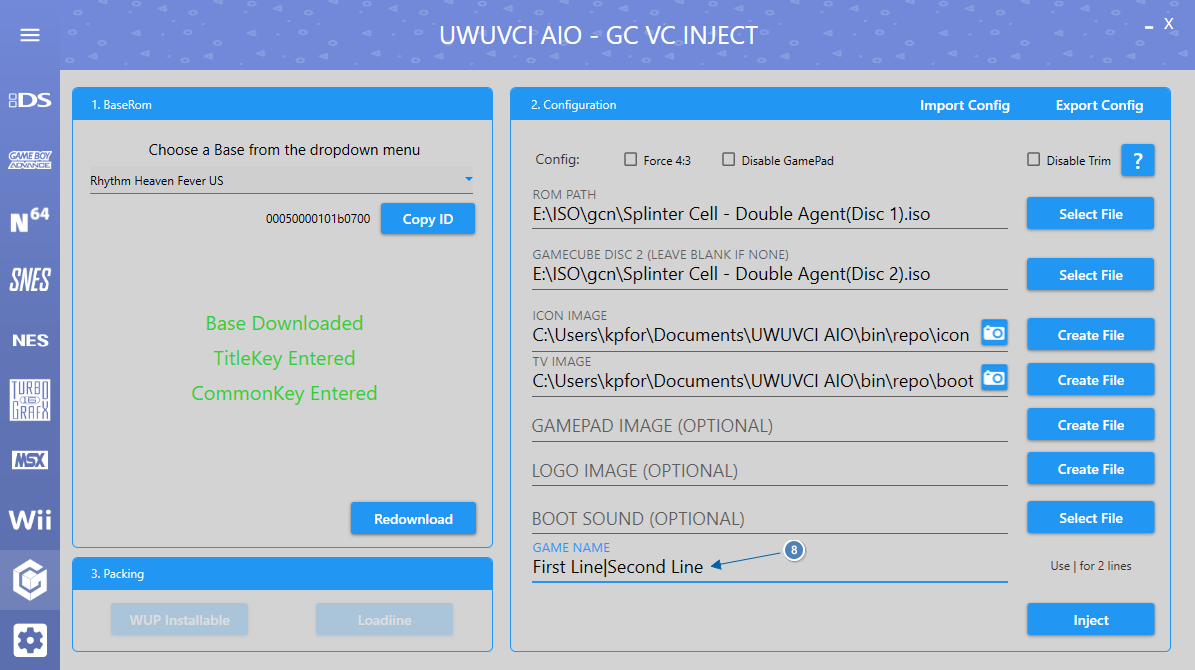 UWUVCI AIO - GC VC INJECT
X
DS
GAME BOY
ADVANCE
N64
SNES
NES
TURBO
GRAFX
MSX
Wii
1. BaseRom
Choose a Base from the dropdown menu
Rhythm Heaven Fever US
00050000101b0700
Copy ID
Base Downloaded
TitleKey Entered
CommonKey Entered
Redownload
3. Packing
WUP Installable
Loadiine
2. Configuration
Import Config
Export Config
Config:
Force 4:3
Disable GamePad
Disable Trim
?
ROM PATH
E:\ISO\gcn\Splinter Cell - Double Agent(Disc 1).iso
Select File
GAMECUBE DISC 2 (LEAVE BLANK IF NONE)
E:\ISO\gcn\Splinter Cell - Double Agent(Disc 2).iso
Select File
ICON IMAGE
C:\Users\kpfor\Documents\UWUVCI AIO\bin\repo\icon
Create File
TV IMAGE
C:\Users\kpfor\Documents\UWUVCI AIO\bin\repo\boot
Create File
GAMEPAD IMAGE (OPTIONAL)
Create File
LOGO IMAGE (OPTIONAL)
Create File
BOOT SOUND (OPTIONAL)
Select File
GAME NAME
First Line|Second Line
8
Use | for 2 lines
Inject